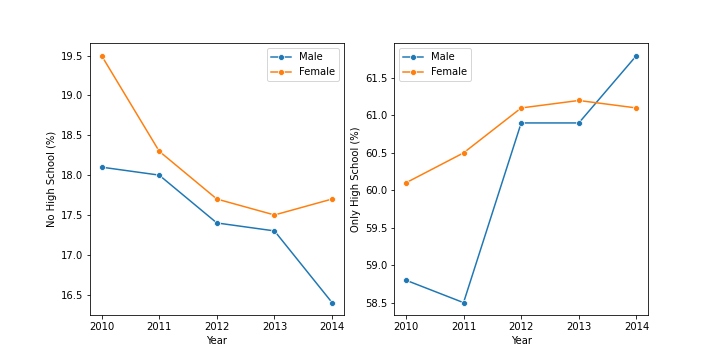 No High School (%)
19.5
19.0
18.5
18.0
17.5
17.0
16.5
Male
Female
2010 2011 2012 2013 2014
Year
Only High School (%)
61.5
61.0
60.5
60.0
59.5
59.0
58.5
Male
Female
2010 2011 2012 2013 2014
Year